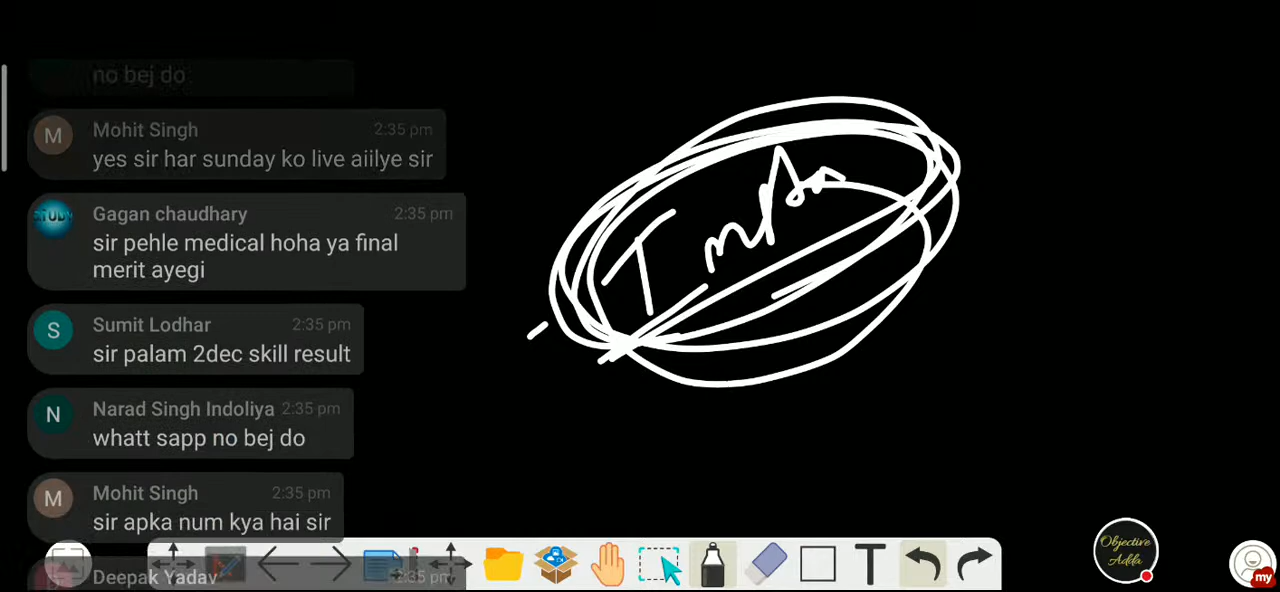 no bej do
Mohit Singh 2:35 pm
yes sir har sunday ko live aiilye sir
Gagan chaudhary 2:35 pm
sir pehle medical hoha ya final
merit ayegi
Sumit Lodhar 2:35 pm
sir palam 2dec skill result
Narad Singh Indoliya 2:35 pm
whatt sapp no bej do
Mohit Singh 2:35 pm
sir apka num kya hai sir
Deepak Yadav 2:35 pm
M
S
N
M
T
Objective
Adda
my